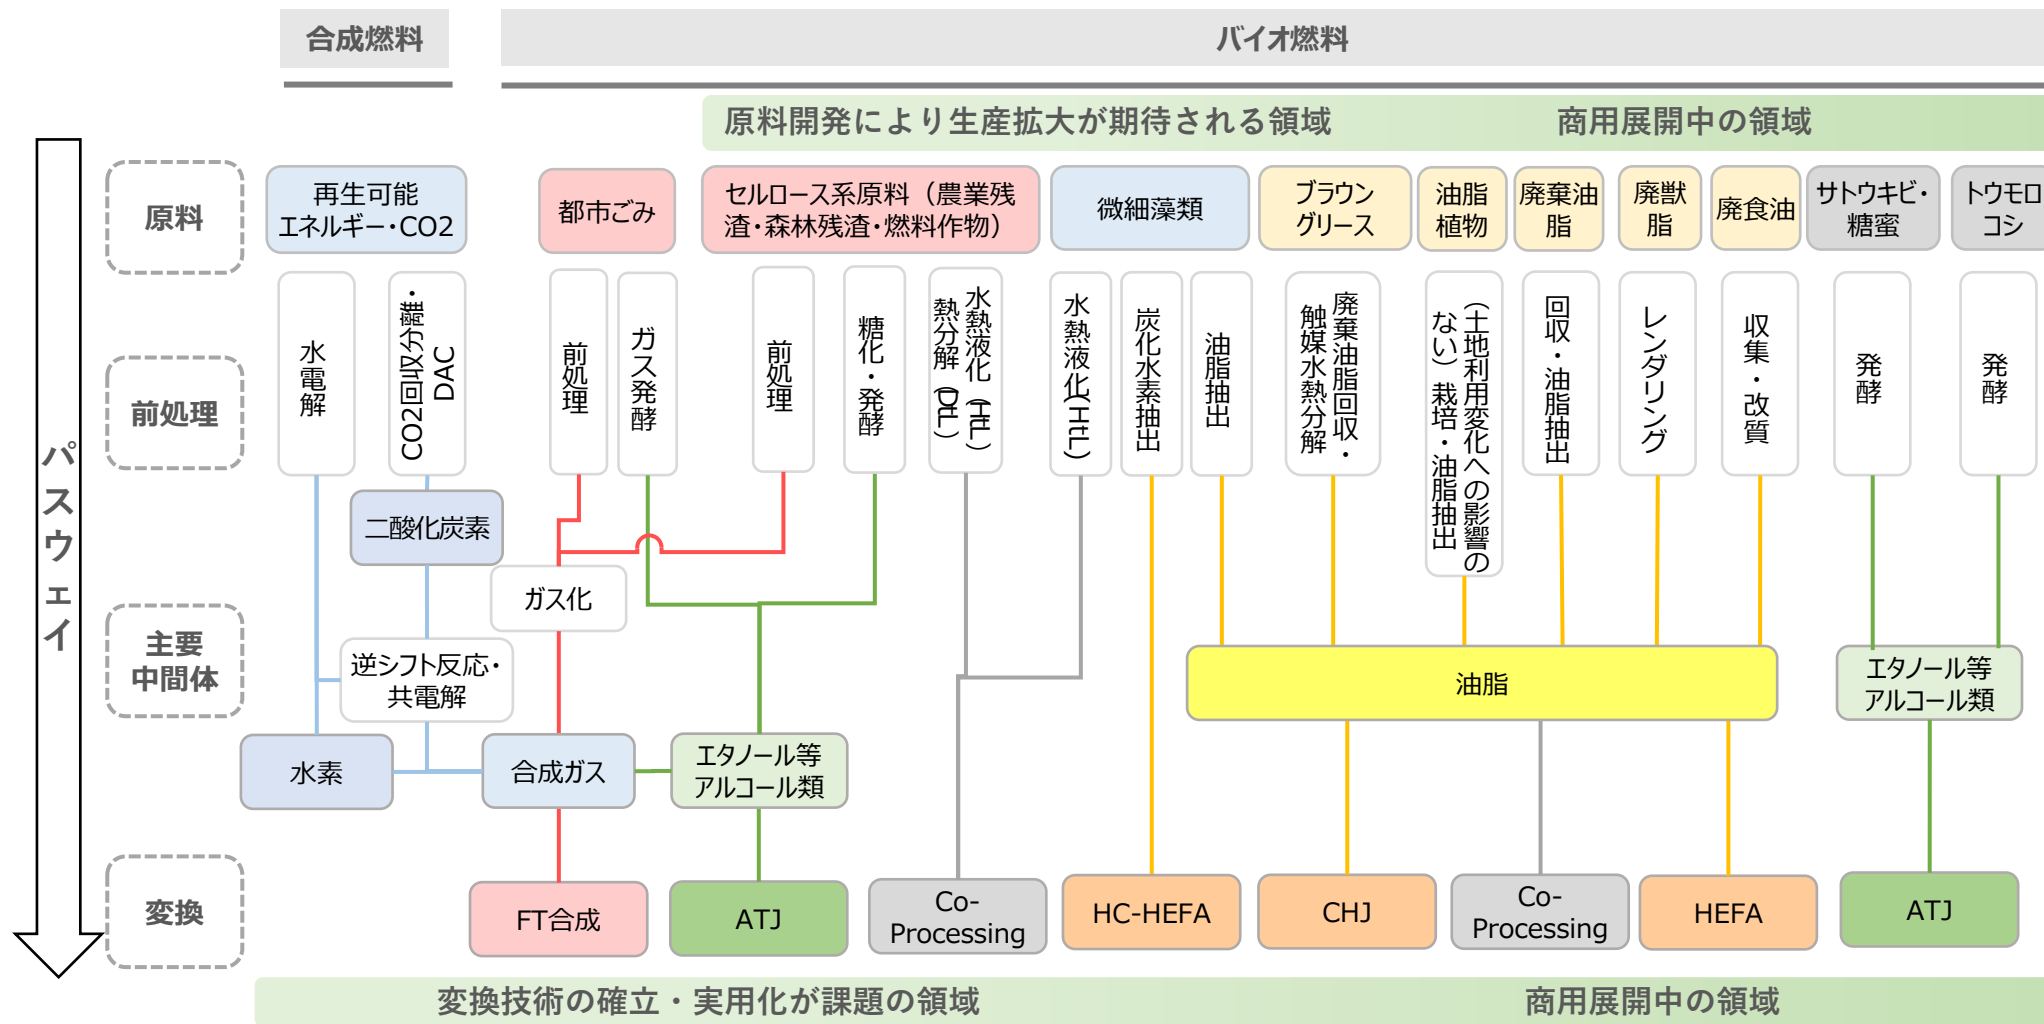 合成燃料
バイオ燃料
原料開発により生産拡大が期待される領域
商用展開中の領域
パスウェイ
原料
再生可能
エネルギー・CO2
都市ごみ
セルロース系原料（農業残
渣・森林残渣・燃料作物）
微細藻類
ブラウン
グリース
油脂
植物
廃棄油
脂
廃獣
脂
廃食油
サトウキビ・
糖蜜
トウモロ
コシ
前処理
水電解
CO2回収分離・
DAC
前処理
ガス発酵
前処理
糖化・発酵
水熱液化（HtL）
熱分解（DtL）
水熱液化(HtL)
炭化水素抽出
油脂抽出
廃棄油脂回収・
触媒水熱分解
（土地利用変化への影響の
ない）栽培・油脂抽出
回収・油脂抽出
レンダリング
収集・改質
発酵
発酵
二酸化炭素
ガス化
主要
中間体
逆シフト反応・
共電解
油脂
エタノール等
アルコール類
水素
合成ガス
エタノール等
アルコール類
変換
FT合成
ATJ
Co-
Processing
HC-HEFA
CHJ
Co-
Processing
HEFA
ATJ
変換技術の確立・実用化が課題の領域
商用展開中の領域